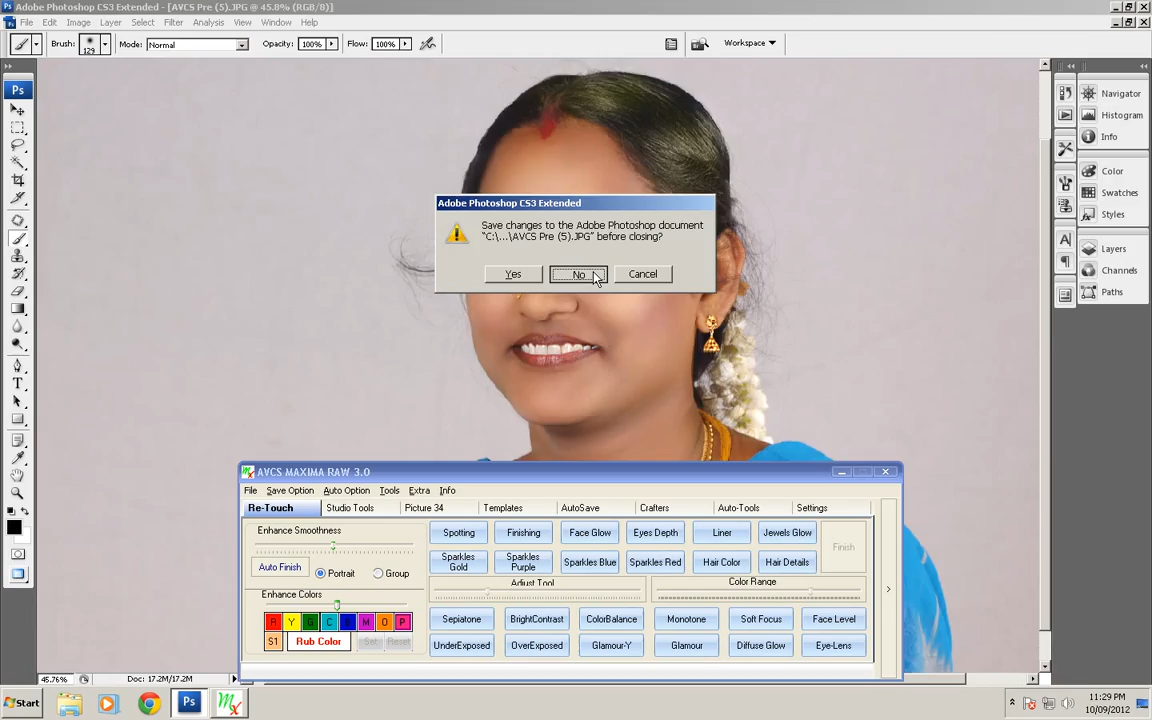 Adobe Photoshop CS3 Extended - [AVCS Pre (5).JPG @ 45.8% (RGB/8)]
File Edit Image Layer Select Filter Analysis View Window Help
Brush: 129 Mode: Normal Opacity: 100% Flow: 100% Workspace
Ps
Navigator
Histogram
Info
Color
Swatches
Styles
Layers
Channels
Paths
Adobe Photoshop CS3 Extended
Save changes to the Adobe Photoshop document
"C:\...\AVCS Pre (5).JPG" before closing?
Yes No Cancel
AVCS MAXIMA RAW 3.0
File Save Option Auto Option Tools Extra Info
Re-Touch Studio Tools Picture 34 Templates AutoSave Crafters Auto-Tools Settings
Enhance Smoothness
Auto Finish Portrait Group
Enhance Colors
R Y G C B M O P
S1 Rub Color Set Reset
Spotting Finishing Face Glow Eyes Depth Liner Jewels Glow Finish
Sparkles Gold Sparkles Purple Sparkles Blue Sparkles Red Hair Color Hair Details
Adjust Tool Color Range
Sepiatone BrightContrast ColorBalance Monotone Soft Focus Face Level
UnderExposed OverExposed Glamour-Y Glamour Diffuse Glow Eye-Lens
45.76% Doc: 17.2M/17.2M
Start Ps 11:29 PM
10/09/2012